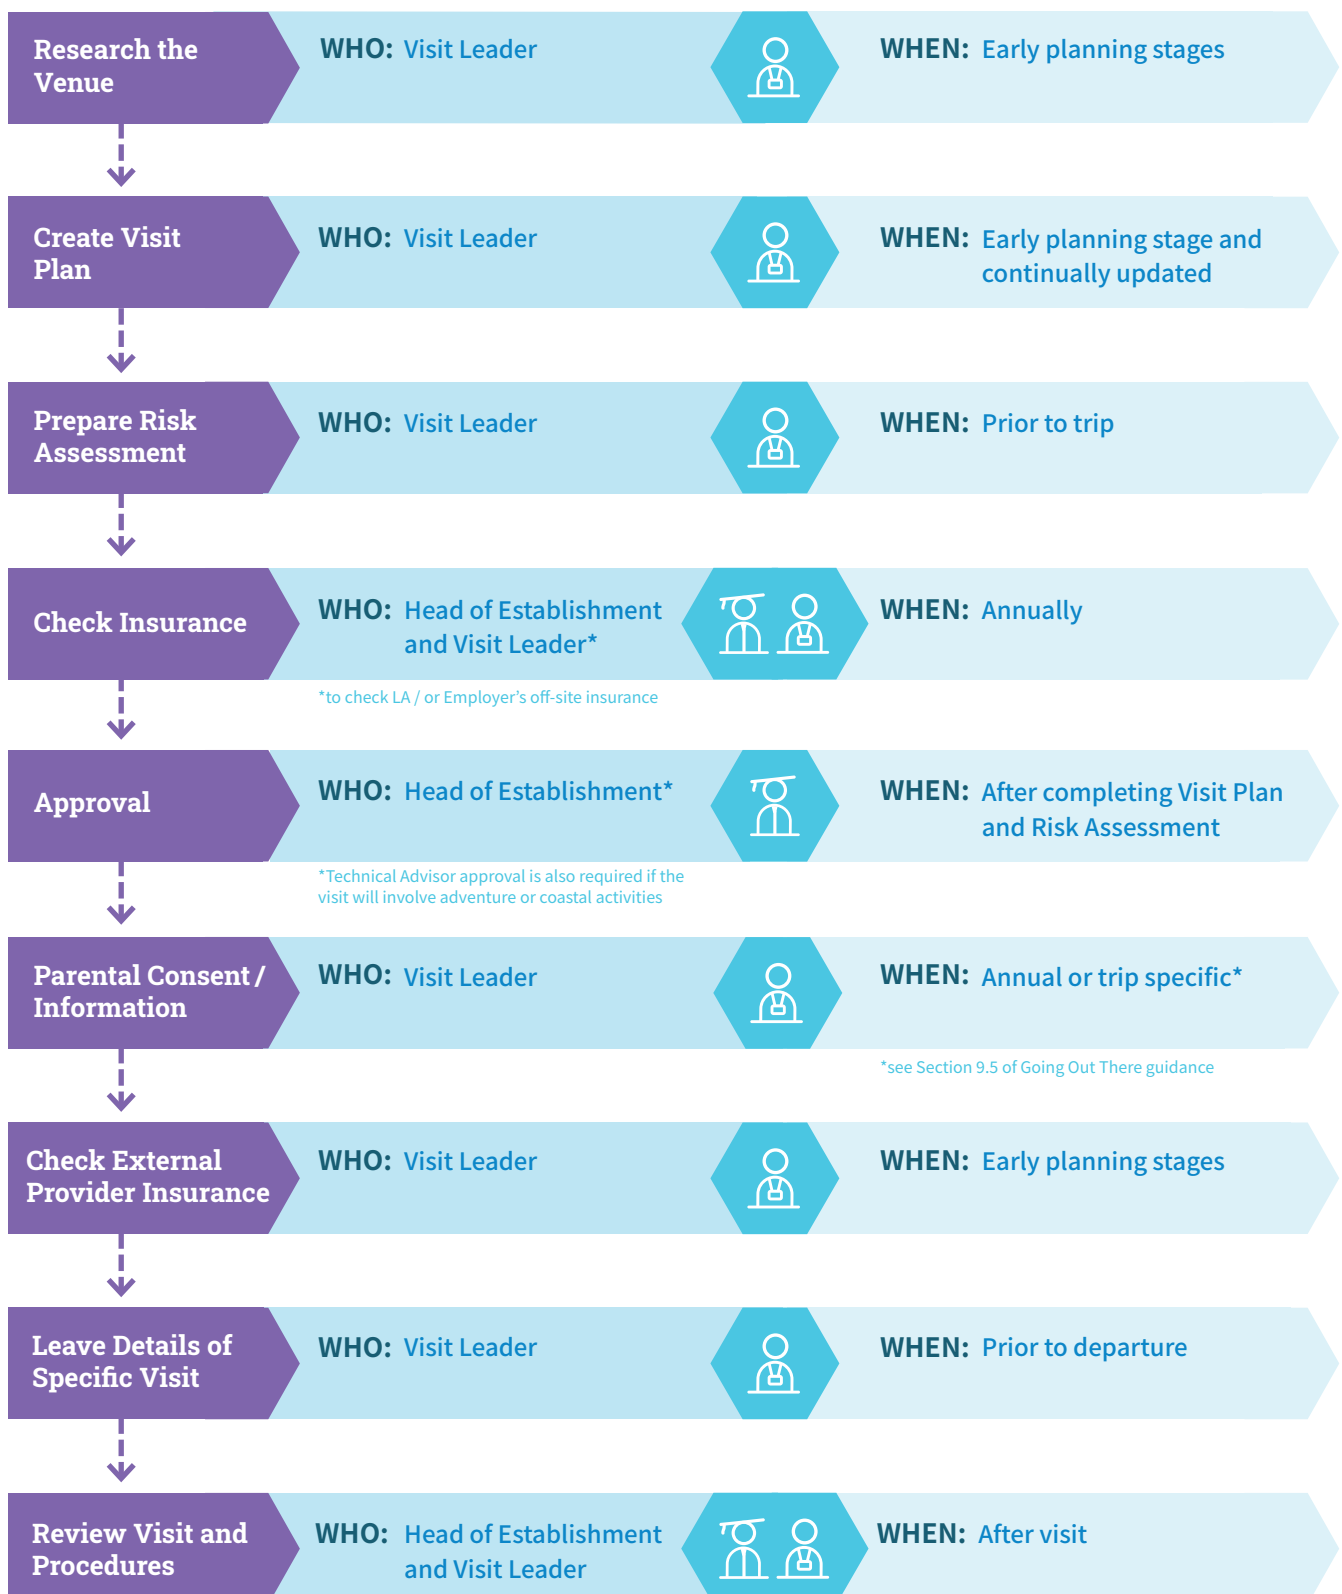 Research the
Venue
WHO: Visit Leader
WHEN: Early planning stages
Create Visit
Plan
WHO: Visit Leader
WHEN: Early planning stage and
continually updated
Prepare Risk
Assessment
WHO: Visit Leader
WHEN: Prior to trip
Check Insurance
WHO: Head of Establishment
and Visit Leader*
WHEN: Annually
*to check LA / or Employer's off-site insurance
Approval
WHO: Head of Establishment*
WHEN: After completing Visit Plan
and Risk Assessment
*Technical Advisor approval is also required if the
visit will involve adventure or coastal activities
Parental Consent /
Information
WHO: Visit Leader
WHEN: Annual or trip specific*
*see Section 9.5 of Going Out There guidance
Check External
Provider Insurance
WHO: Visit Leader
WHEN: Early planning stages
Leave Details of
Specific Visit
WHO: Visit Leader
WHEN: Prior to departure
Review Visit and
Procedures
WHO: Head of Establishment
and Visit Leader
WHEN: After visit